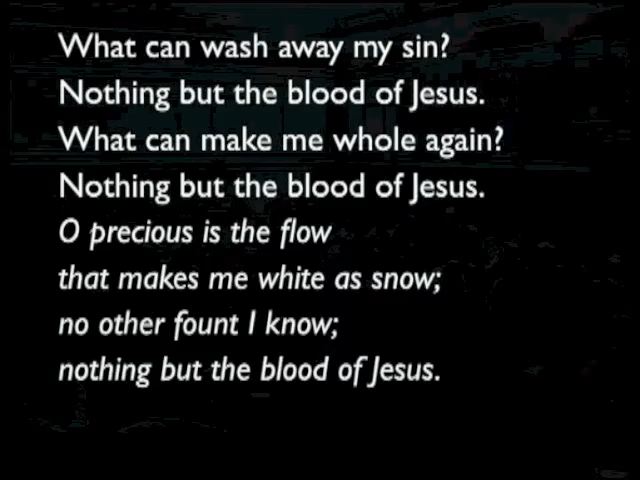 What can wash away my sin?
Nothing but the blood of Jesus.
What can make me whole again?
Nothing but the blood of Jesus.
O precious is the flow
that makes me white as snow;
no other fount I know;
nothing but the blood of Jesus.